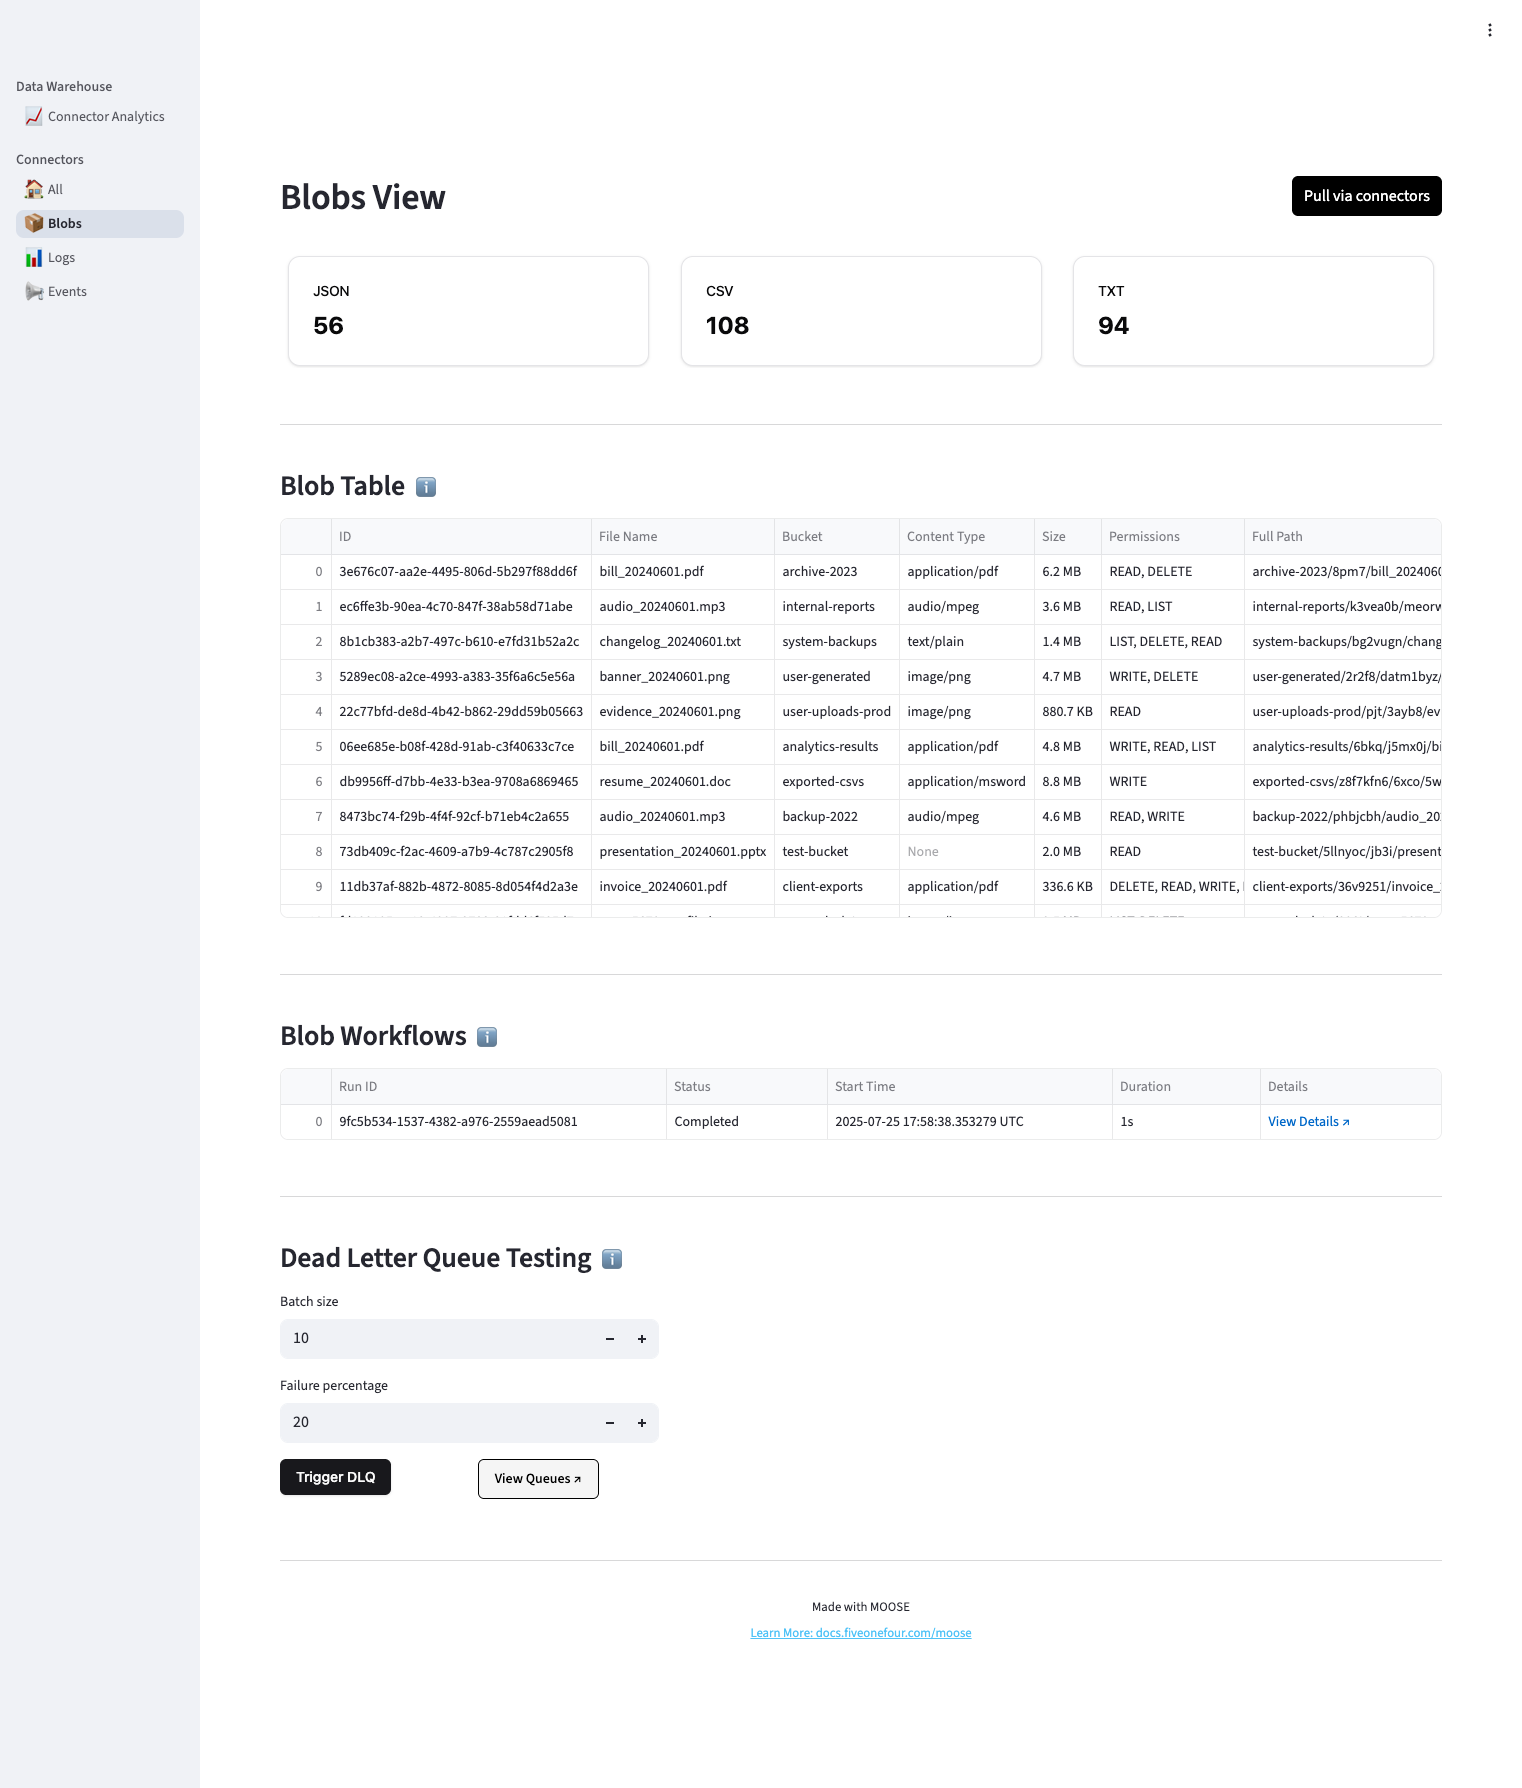 Data Warehouse
Connector Analytics
Connectors
All
Blobs
Logs
Events
Blobs View
Pull via connectors
JSON
56
CSV
108
TXT
94
Blob Table
ID File Name Bucket Content Type Size Permissions Full Path
0 3e676c07-aa2e-4495-806d-5b297f88dd6f bill_20240601.pdf archive-2023 application/pdf 6.2 MB READ, DELETE archive-2023/8pm7/bill_2024060
1 ec6ffe3b-90ea-4c70-847f-38ab58d71abe audio_20240601.mp3 internal-reports audio/mpeg 3.6 MB READ, LIST internal-reports/k3vea0b/meorw
2 8b1cb383-a2b7-497c-b610-e7fd31b52a2c changelog_20240601.txt system-backups text/plain 1.4 MB LIST, DELETE, READ system-backups/bg2vugn/chang
3 5289ec08-a2ce-4993-a383-35f6a6c5e56a banner_20240601.png user-generated image/png 4.7 MB WRITE, DELETE user-generated/2r2f8/datm1byz/
4 22c77bfd-de8d-4b42-b862-29dd59b05663 evidence_20240601.png user-uploads-prod image/png 880.7 KB READ user-uploads-prod/pjt/3ayb8/ev
5 06ee685e-b08f-428d-91ab-c3f40633c7ce bill_20240601.pdf analytics-results application/pdf 4.8 MB WRITE, READ, LIST analytics-results/6bkq/j5mx0j/bi
6 db9956ff-d7bb-4e33-b3ea-9708a6869465 resume_20240601.doc exported-csvs application/msword 8.8 MB WRITE exported-csvs/z8f7kfn6/6xco/5w
7 8473bc74-f29b-4f4f-92cf-b71eb4c2a655 audio_20240601.mp3 backup-2022 audio/mpeg 4.6 MB READ, WRITE backup-2022/phbjcbh/audio_20
8 73db409c-f2ac-4609-a7b9-4c787c2905f8 presentation_20240601.pptx test-bucket None 2.0 MB READ test-bucket/5llnyoc/jb3i/present
9 11db37af-882b-4872-8085-8d054f4d2a3e invoice_20240601.pdf client-exports application/pdf 336.6 KB DELETE, READ, WRITE, client-exports/36v9251/invoice_
Blob Workflows
Run ID Status Start Time Duration Details
0 9fc5b534-1537-4382-a976-2559aead5081 Completed 2025-07-25 17:58:38.353279 UTC 1s View Details ↗
Dead Letter Queue Testing
Batch size
10 − +
Failure percentage
20 − +
Trigger DLQ View Queues ↗
Made with MOOSE
Learn More: docs.fiveonefour.com/moose